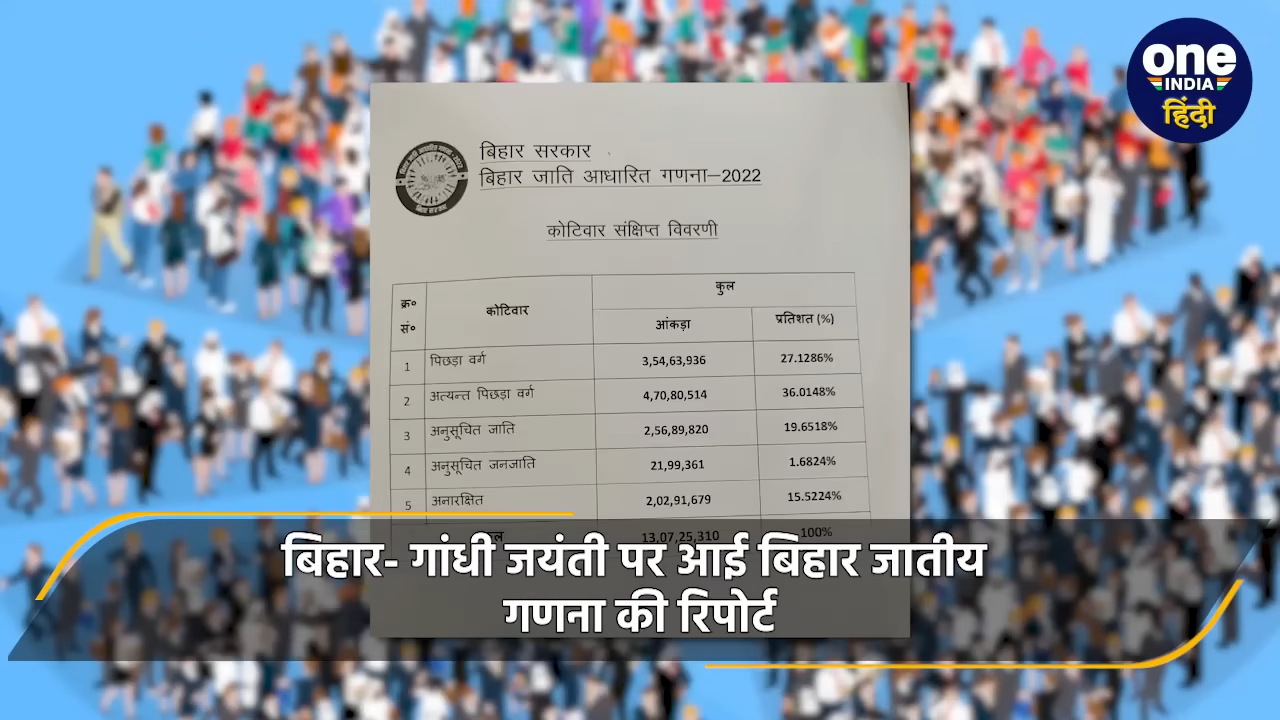 one
INDIA
हिंदी
बिहार सरकार
बिहार जाति आधारित गणना–2022
कोटिवार संक्षिप्त विवरणी
क्र० सं० कोटिवार कुल
आंकड़ा प्रतिशत (%)
1 पिछड़ा वर्ग 3,54,63,936 27.1286%
2 अत्यन्त पिछड़ा वर्ग 4,70,80,514 36.0148%
3 अनुसूचित जाति 2,56,89,820 19.6518%
4 अनुसूचित जनजाति 21,99,361 1.6824%
5 अनारक्षित 2,02,91,679 15.5224%
13,07,25,310 100%
बिहार- गांधी जयंती पर आई बिहार जातीय
गणना की रिपोर्ट